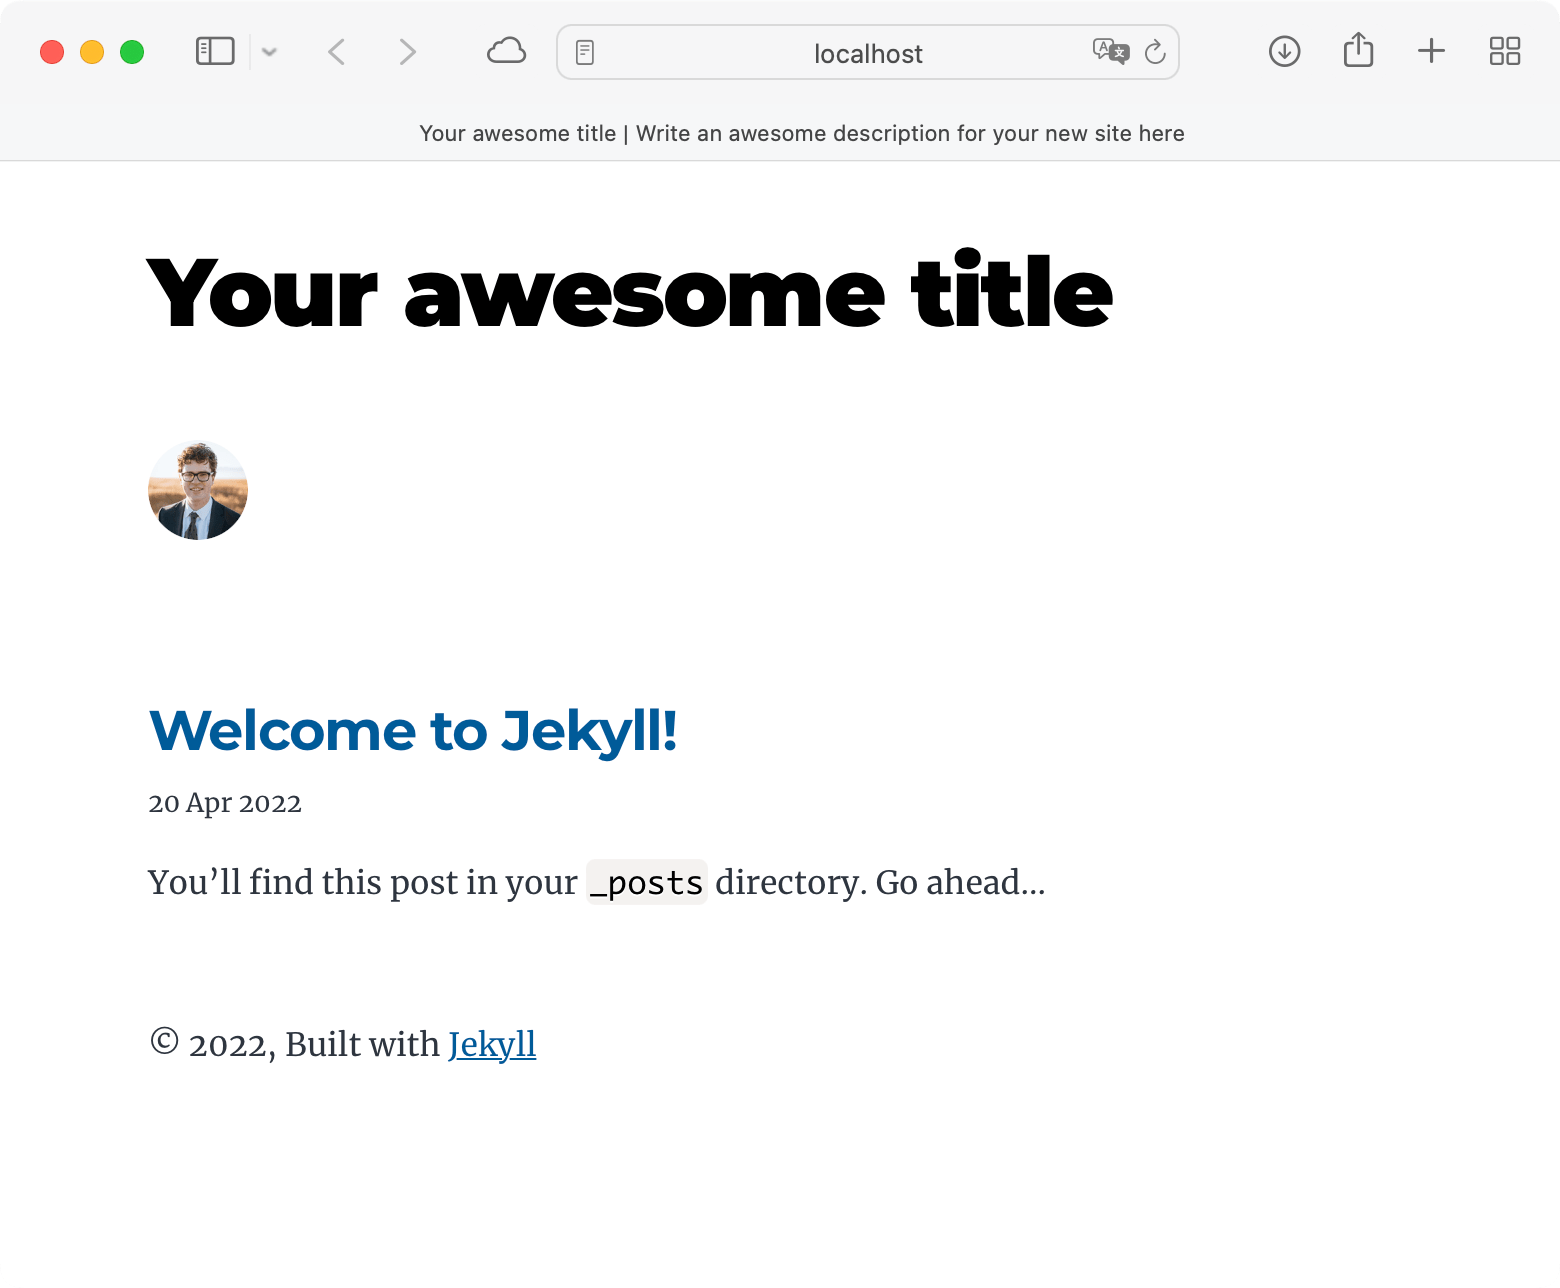 localhost
Your awesome title | Write an awesome description for your new site here
Your awesome title
Welcome to Jekyll!
20 Apr 2022
You’ll find this post in your _posts directory. Go ahead...
© 2022, Built with Jekyll